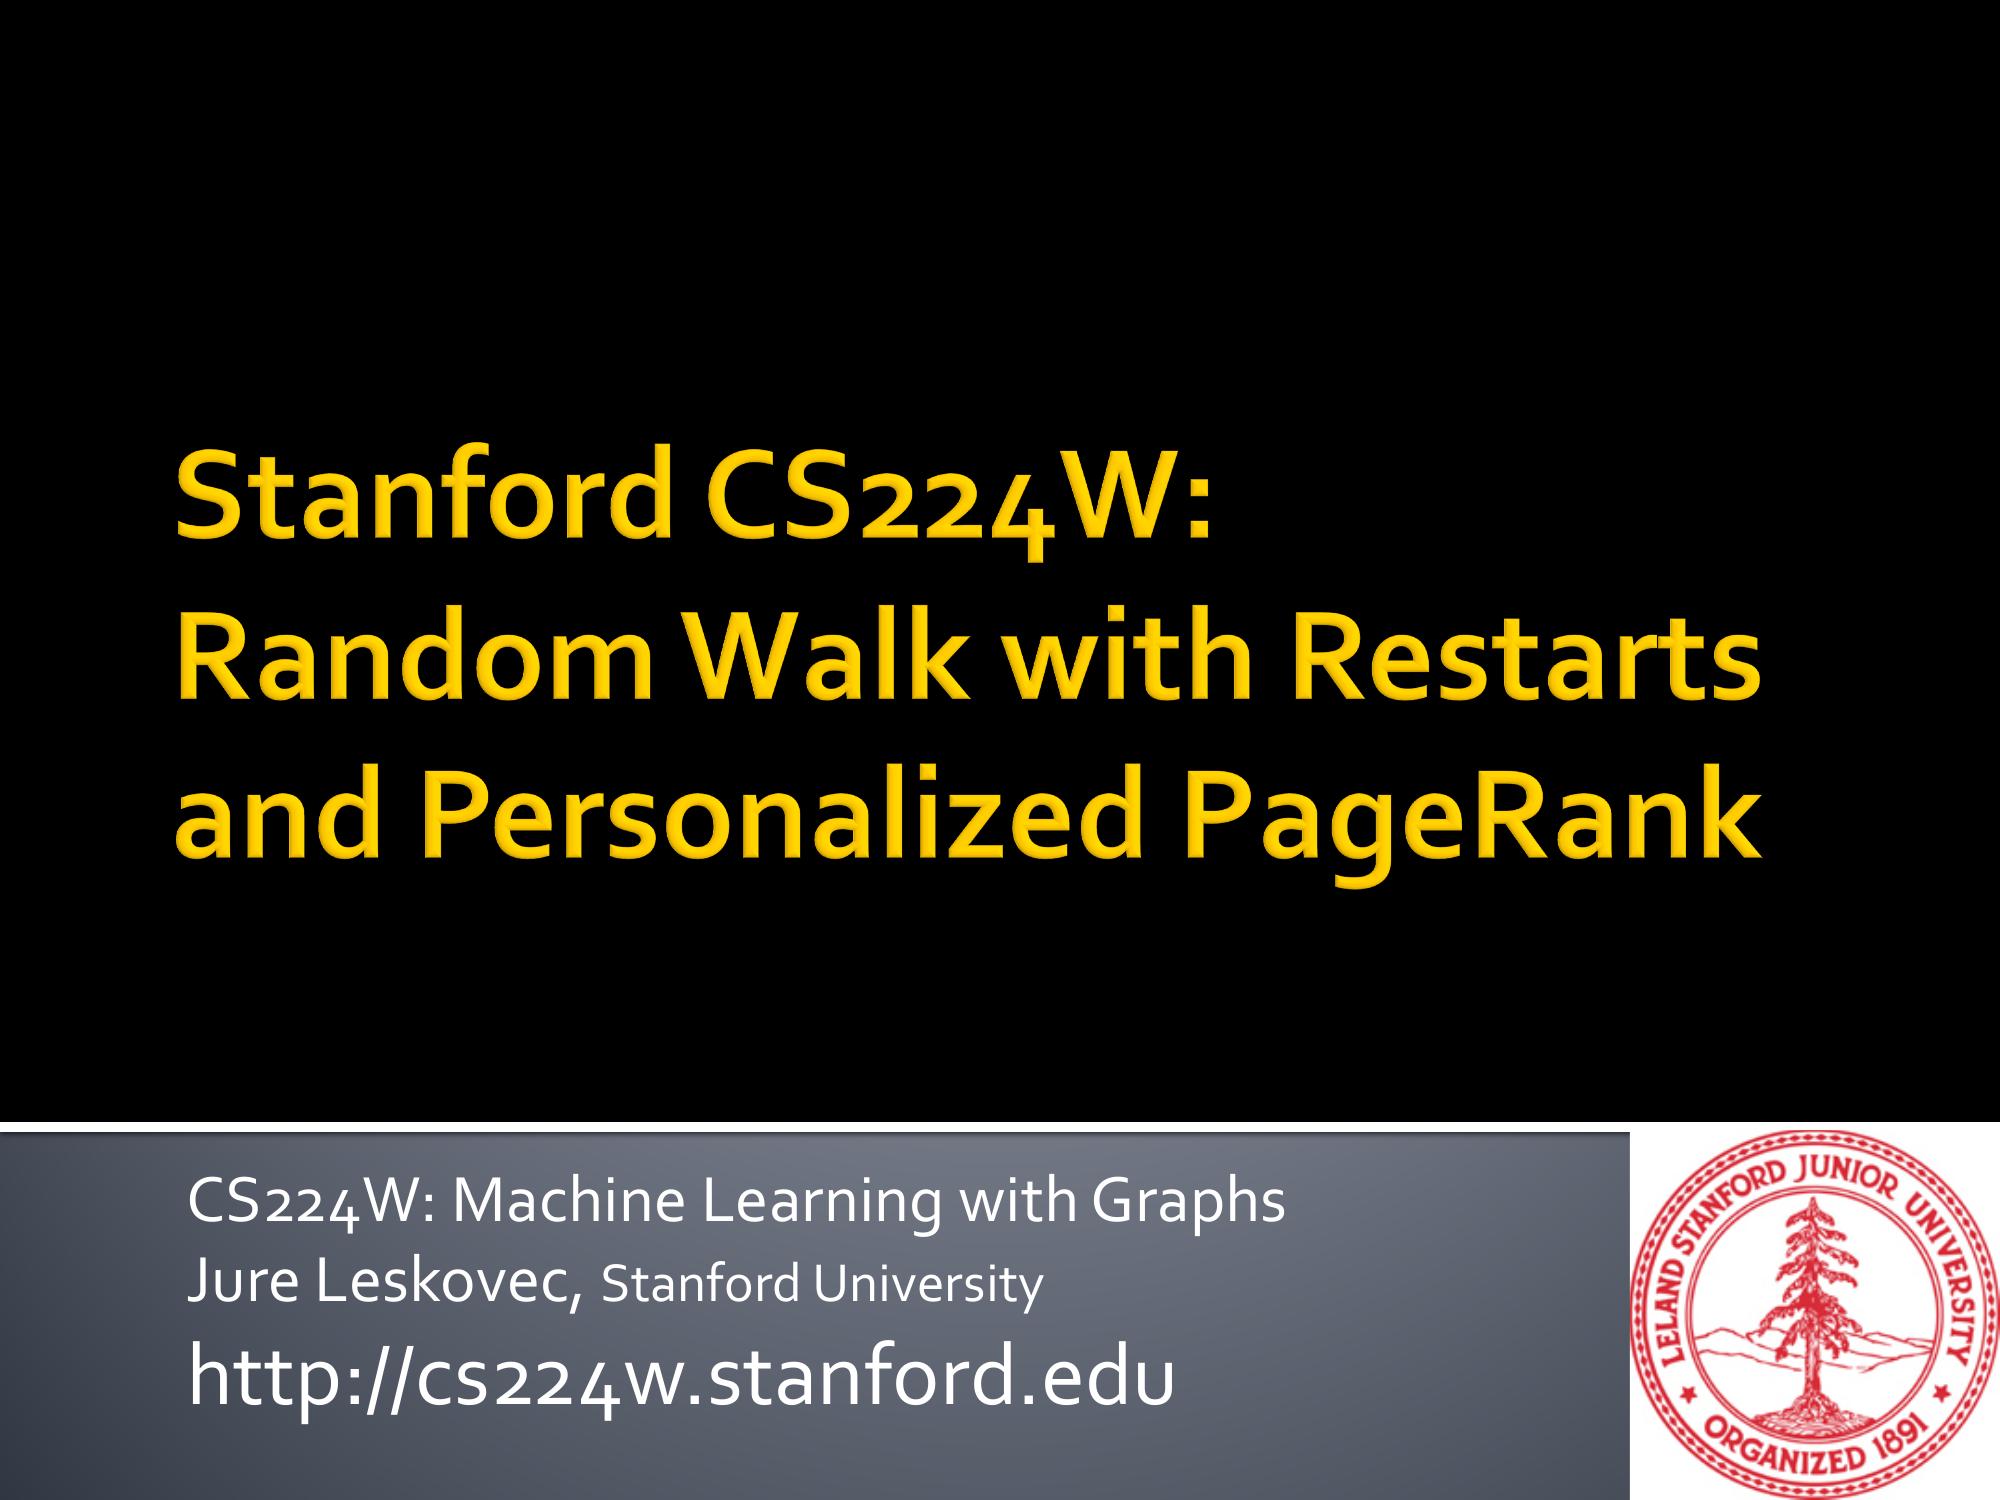 Stanford CS224W:
Random Walk with Restarts
and Personalized PageRank
CS224W: Machine Learning with Graphs
Jure Leskovec, Stanford University
http://cs224w.stanford.edu
LELAND STANFORD JUNIOR UNIVERSITY
ORGANIZED 1891